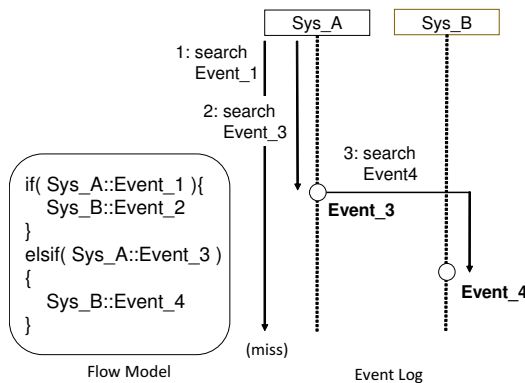 Sys_A
Sys_B
1: search
Event_1
2: search
Event_3
3: search
Event4
if( Sys_A::Event_1 ){
Sys_B::Event_2
}
elsif( Sys_A::Event_3 )
{
Sys_B::Event_4
}
Event_3
Event_4
(miss)
Flow Model
Event Log